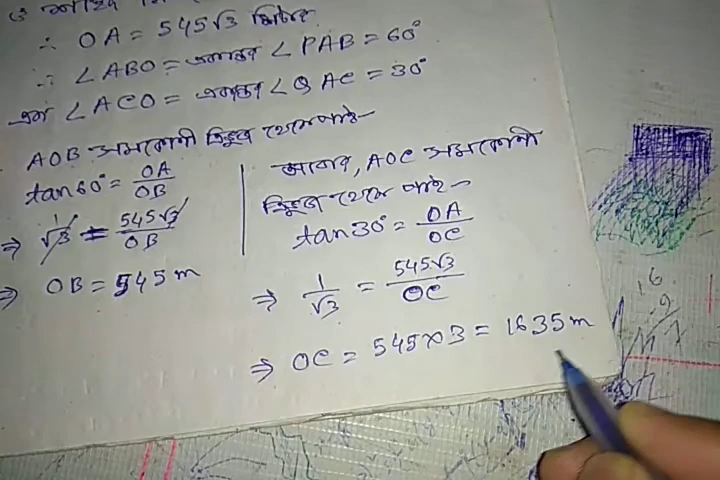 ∴ OA = 545√3 মিটার
∴ ∠ABO = একান্তর ∠PAB = 60°
এবং ∠ACO = একান্তর ∠QAC = 30°
AOB সমকোণী ত্রিভুজ থেকে পাই-
tan60° = OA/OB
⇒ √3 = 545√3/OB
⇒ OB = 545 m
আবার, AOC সমকোণী
ত্রিভুজ থেকে পাই-
tan30° = OA/OC
⇒ 1/√3 = 545√3/OC
⇒ OC = 545×3 = 1635 m
16